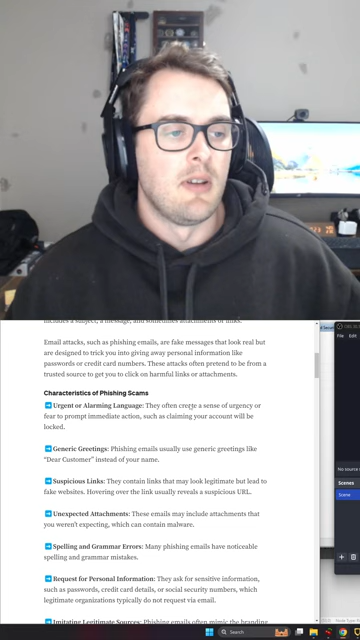 includes a subject, a message, and sometimes attachments or links.
Email attacks, such as phishing emails, are fake messages that look real but
are designed to trick you into giving away personal information like
passwords or credit card numbers. These attacks often pretend to be from a
trusted source to get you to click on harmful links or attachments.
Characteristics of Phishing Scams
➡️Urgent or Alarming Language: They often create a sense of urgency or
fear to prompt immediate action, such as claiming your account will be
locked.
➡️Generic Greetings: Phishing emails usually use generic greetings like
“Dear Customer” instead of your name.
➡️Suspicious Links: They contain links that may look legitimate but lead to
fake websites. Hovering over the link usually reveals a suspicious URL.
➡️Unexpected Attachments: These emails may include attachments that
you weren’t expecting, which can contain malware.
➡️Spelling and Grammar Errors: Many phishing emails have noticeable
spelling and grammar mistakes.
➡️Request for Personal Information: They ask for sensitive information,
such as passwords, credit card details, or social security numbers, which
legitimate organizations typically do not request via email.
➡️Imitating Legitimate Sources: Phishing emails often mimic the branding
File Edit
No source
Scenes
Scene
Search